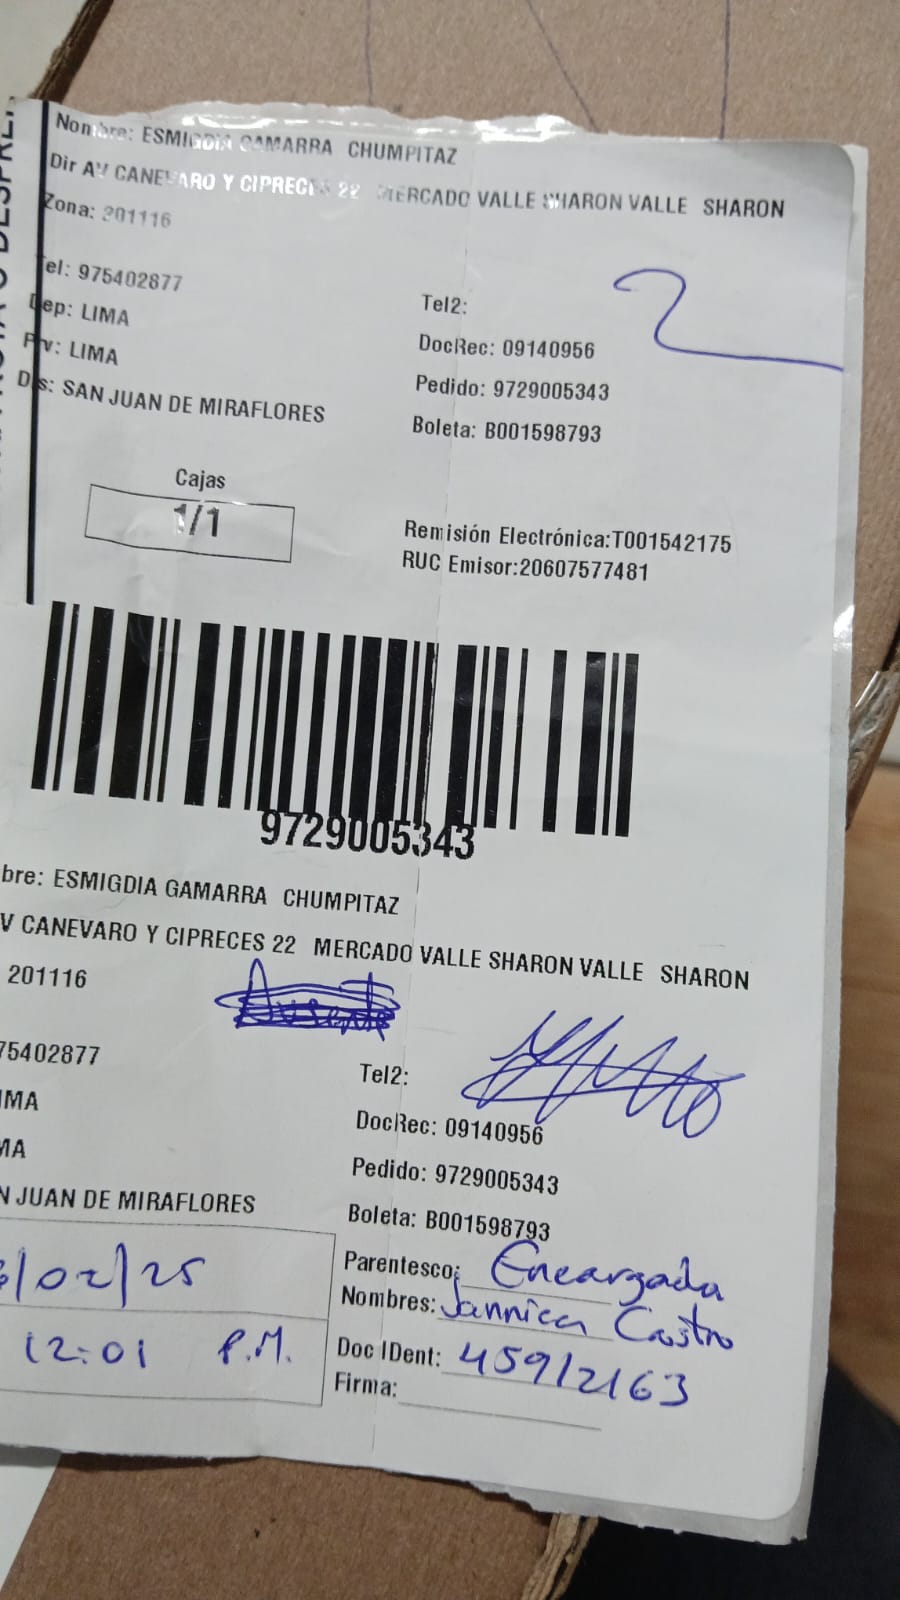 Nombre: ESMIGDIA GAMARRA CHUMPITAZ
Dir AV CANEVARO Y CIPRECES 22 MERCADO VALLE SHARON VALLE SHARON
Zona: 201116
Tel: 975402877
Tel2:
Dep: LIMA
DocRec: 09140956
Prv: LIMA
Pedido: 9729005343
Dis: SAN JUAN DE MIRAFLORES
Boleta: B001598793
Cajas
1/1
Remisión Electrónica:T001542175
RUC Emisor:20607577481
9729005343
bre: ESMIGDIA GAMARRA CHUMPITAZ
V CANEVARO Y CIPRECES 22 MERCADO VALLE SHARON VALLE SHARON
201116
Ausente
75402877
Tel2:
MA
DocRec: 09140956
MA
Pedido: 9729005343
N JUAN DE MIRAFLORES
Boleta: B001598793
/02/25
Parentesco: Encargada
Nombres: Jannica Castro
12:01 P.M.
Doc IDent: 45912163
Firma: